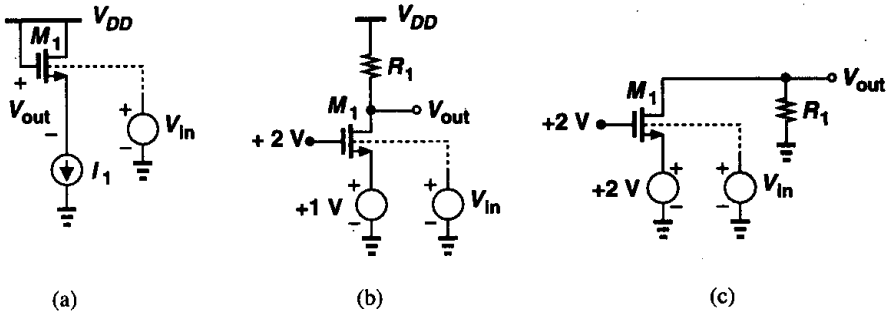 V_DD
M_1
+
V_out
−
+
−
V_in
I_1
(a)
V_DD
R_1
M_1
V_out
+ 2 V
+
+1 V
−
+
−
V_in
(b)
V_out
M_1
R_1
+2 V
+
+2 V
−
+
−
V_in
(c)